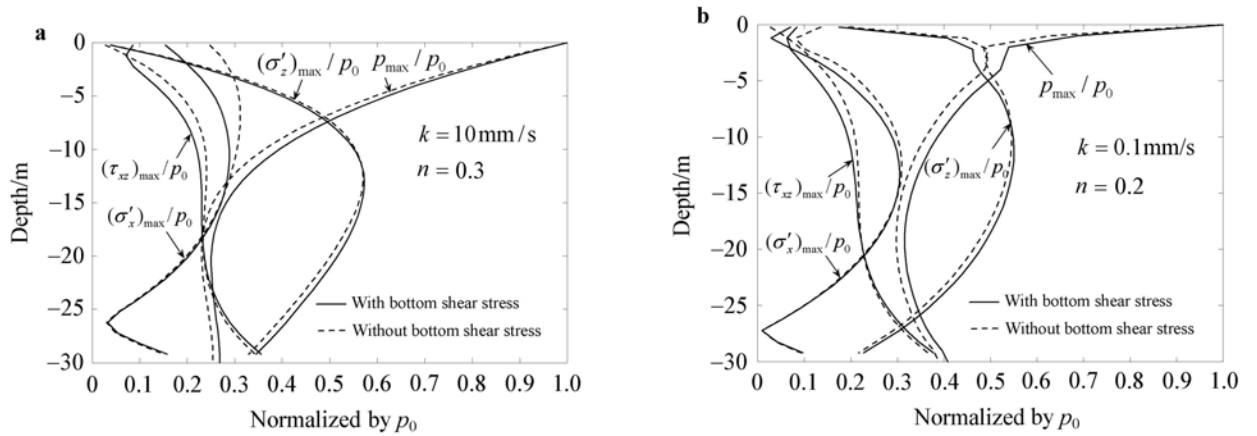 a
0
−5
−10
−15
−20
−25
−30
Depth/m
0 0.1 0.2 0.3 0.4 0.5 0.6 0.7 0.8 0.9 1.0
Normalized by p₀
(σ′z)max / p₀
pmax / p₀
k = 10 mm / s
n = 0.3
(τxz)max / p₀
(σ′x)max / p₀
With bottom shear stress
Without bottom shear stress
b
0
−5
−10
−15
−20
−25
−30
Depth/m
0 0.1 0.2 0.3 0.4 0.5 0.6 0.7 0.8 0.9 1.0
Normalized by p₀
pmax / p₀
k = 0.1mm/s
n = 0.2
(σ′z)max / p₀
(τxz)max / p₀
(σ′x)max / p₀
With bottom shear stress
Without bottom shear stress